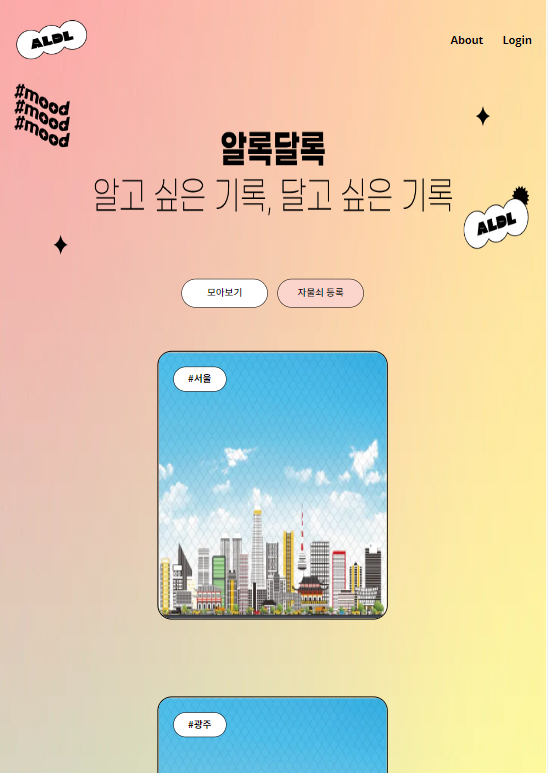 ALDL
About Login
#mood
#mood
#mood
알록달록
알고 싶은 기록, 달고 싶은 기록
ALDL
모아보기 자물쇠 등록
#서울
#광주